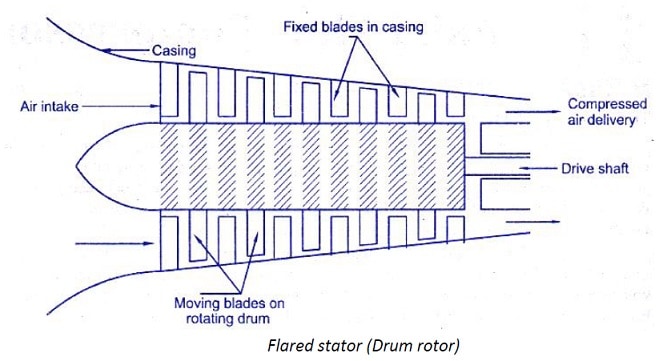 Fixed blades in casing
Casing
Air intake
Compressed
air delivery
Drive shaft
Moving blades on
rotating drum
Flared stator (Drum rotor)